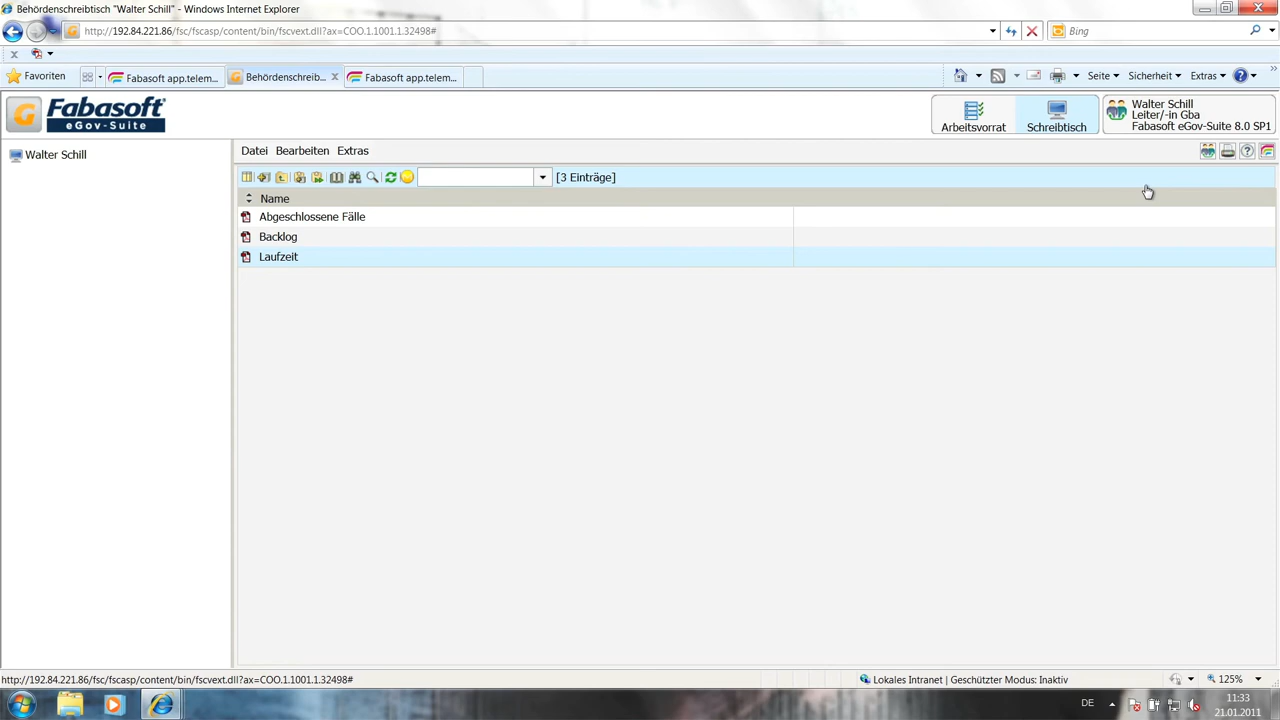 Behördenschreibtisch "Walter Schill" - Windows Internet Explorer
http://192.84.221.86/fsc/fscasp/content/bin/fscvext.dll?ax=COO.1.1001.1.32498#
Bing
Favoriten
Fabasoft app.telem...
Behördenschreib...
Fabasoft app.telem...
Seite
Sicherheit
Extras
Fabasoft
eGov-Suite
Arbeitsvorrat
Schreibtisch
Walter Schill
Leiter/-in Gba
Fabasoft eGov-Suite 8.0 SP1
Walter Schill
Datei Bearbeiten Extras
[3 Einträge]
Name
Abgeschlossene Fälle
Backlog
Laufzeit
http://192.84.221.86/fsc/fscasp/content/bin/fscvext.dll?ax=COO.1.1001.1.32498#
Lokales Intranet | Geschützter Modus: Inaktiv
125%
DE
11:33
21.01.2011